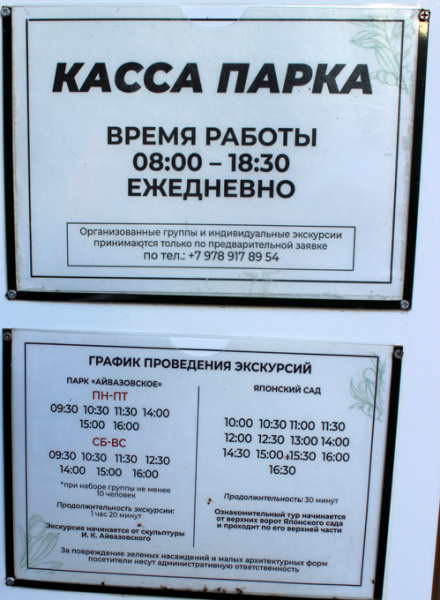 КАССА ПАРКА
ВРЕМЯ РАБОТЫ
08:00 – 18:30
ЕЖЕДНЕВНО
Организованные группы и индивидуальные экскурсии
принимаются только по предварительной заявке
по тел.: +7 978 917 89 54
ГРАФИК ПРОВЕДЕНИЯ ЭКСКУРСИЙ
ПАРК «АЙВАЗОВСКОЕ»
ПН-ПТ
09:30 10:30 11:30 14:00
15:00 16:00
СБ-ВС
09:30 10:30 11:30 12:30
14:00 15:00 16:00
*при наборе группы не менее
10 человек
Продолжительность экскурсии:
1 час 20 минут
Экскурсия начинается от скульптуры
И. К. Айвазовского
ЯПОНСКИЙ САД
10:00 10:30 11:00 11:30
12:00 12:30 13:00 14:00
14:30 15:00 15:30 16:00
16:30
Продолжительность: 30 минут
Ознакомительный тур начинается
от верхних ворот Японского сада
и проходит по его верхней части
За повреждение зеленых насаждений и малых архитектурных форм
посетители несут административную ответственность